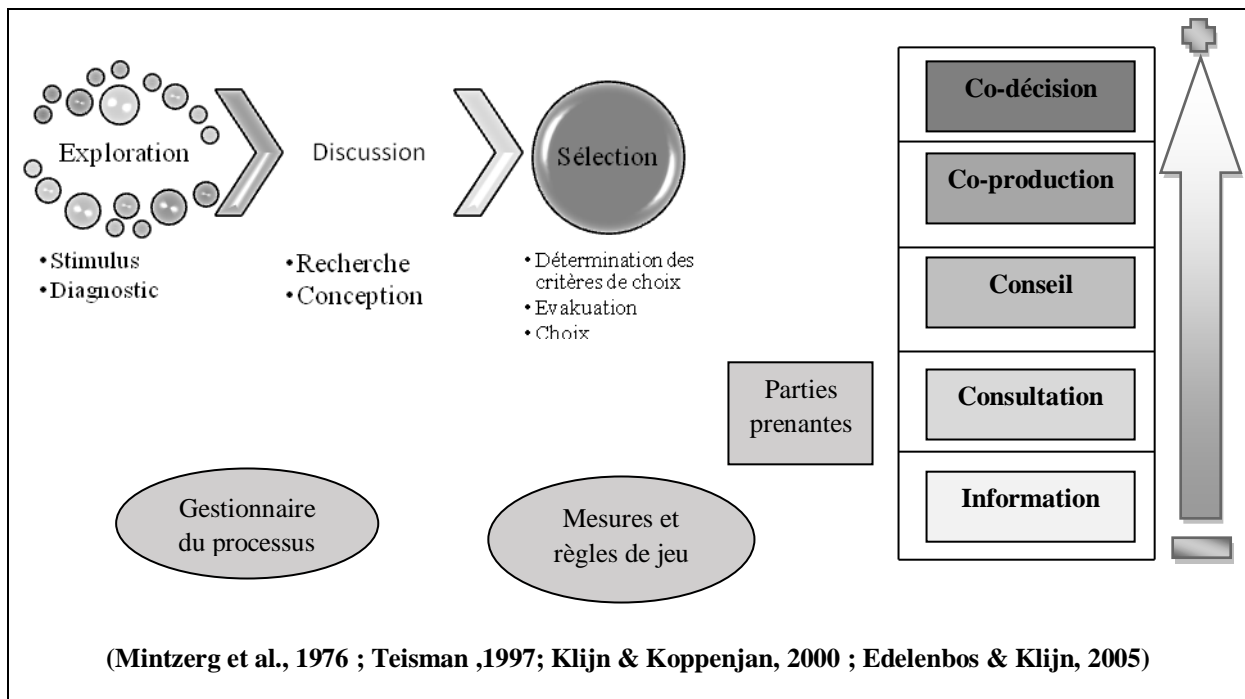 Exploration
Discussion
Sélection
• Stimulus
• Diagnostic
• Recherche
• Conception
• Détermination des
critères de choix
• Evakuation
• Choix
Co-décision
Co-production
Conseil
Consultation
Information
Parties
prenantes
Gestionnaire
du processus
Mesures et
règles de jeu
(Mintzerg et al., 1976 ; Teisman ,1997; Klijn & Koppenjan, 2000 ; Edelenbos & Klijn, 2005)